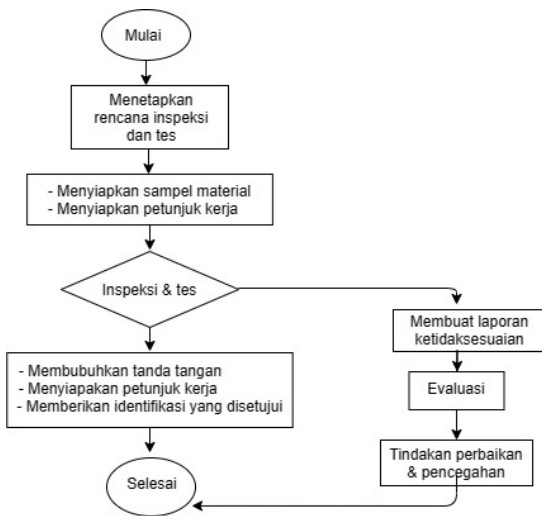 Mulai
Menetapkan
rencana inspeksi
dan tes
- Menyiapkan sampel material
- Menyiapkan petunjuk kerja
Inspeksi & tes
- Membubuhkan tanda tangan
- Menyiapakan petunjuk kerja
- Memberikan identifikasi yang disetujui
Membuat laporan
ketidaksesuaian
Evaluasi
Tindakan perbaikan
& pencegahan
Selesai